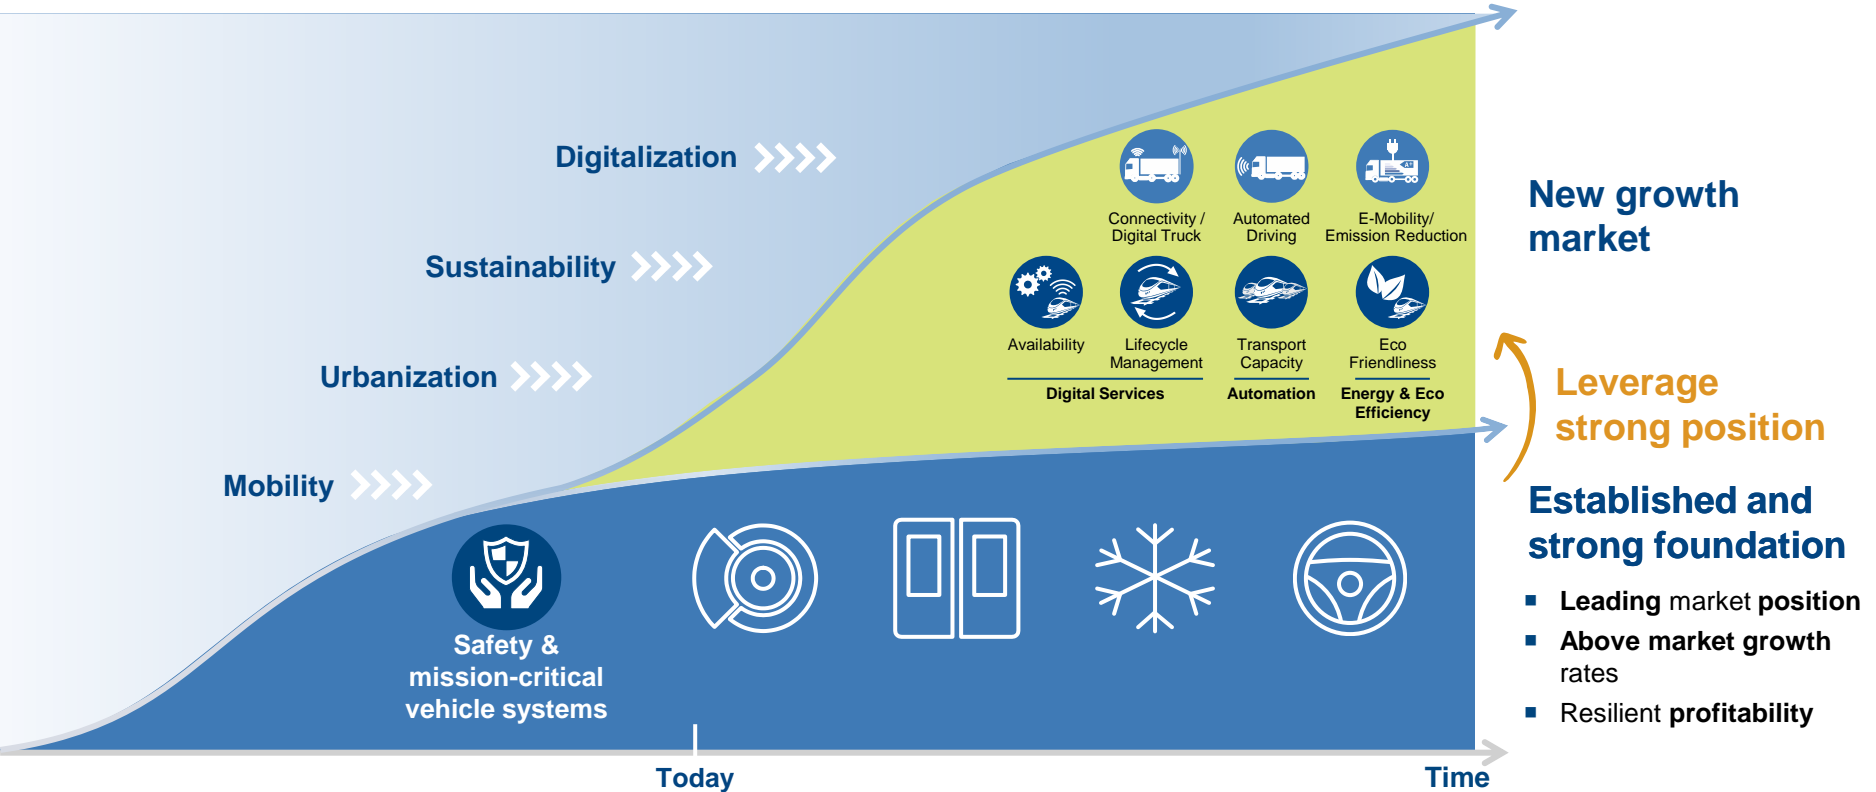 Digitalization
Sustainability
Urbanization
Mobility
Connectivity /
Digital Truck
Automated
Driving
E-Mobility/
Emission Reduction
Availability
Lifecycle
Management
Transport
Capacity
Eco
Friendliness
Digital Services
Automation
Energy & Eco
Efficiency
New growth
market
Leverage
strong position
Established and
strong foundation
▪ Leading market position
▪ Above market growth
rates
▪ Resilient profitability
Safety &
mission-critical
vehicle systems
Today
Time